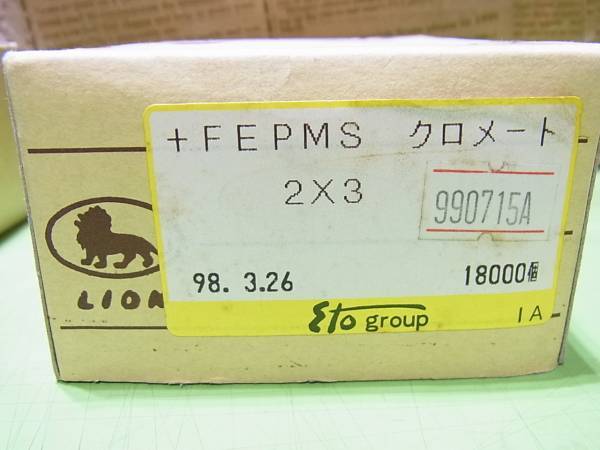 +FEPMS クロメート
2X3
990715A
LION
98. 3.26
18000個
Eto group
1A